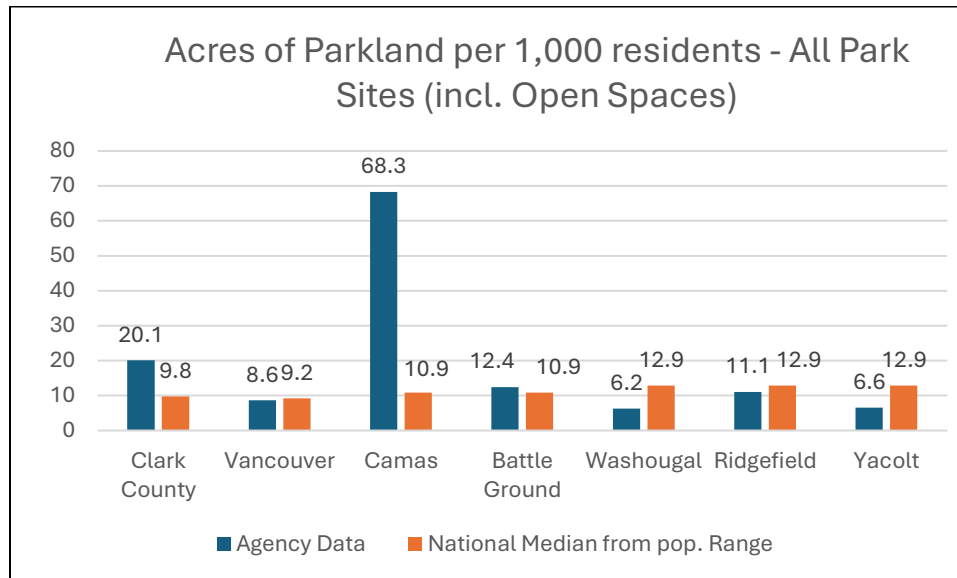 Acres of Parkland per 1,000 residents - All Park
Sites (incl. Open Spaces)
80
70
60
50
40
30
20
10
0
20.1
9.8
8.6
9.2
68.3
10.9
12.4
10.9
6.2
12.9
11.1
12.9
6.6
12.9
Clark
County
Vancouver
Camas
Battle
Ground
Washougal
Ridgefield
Yacolt
Agency Data
National Median from pop. Range